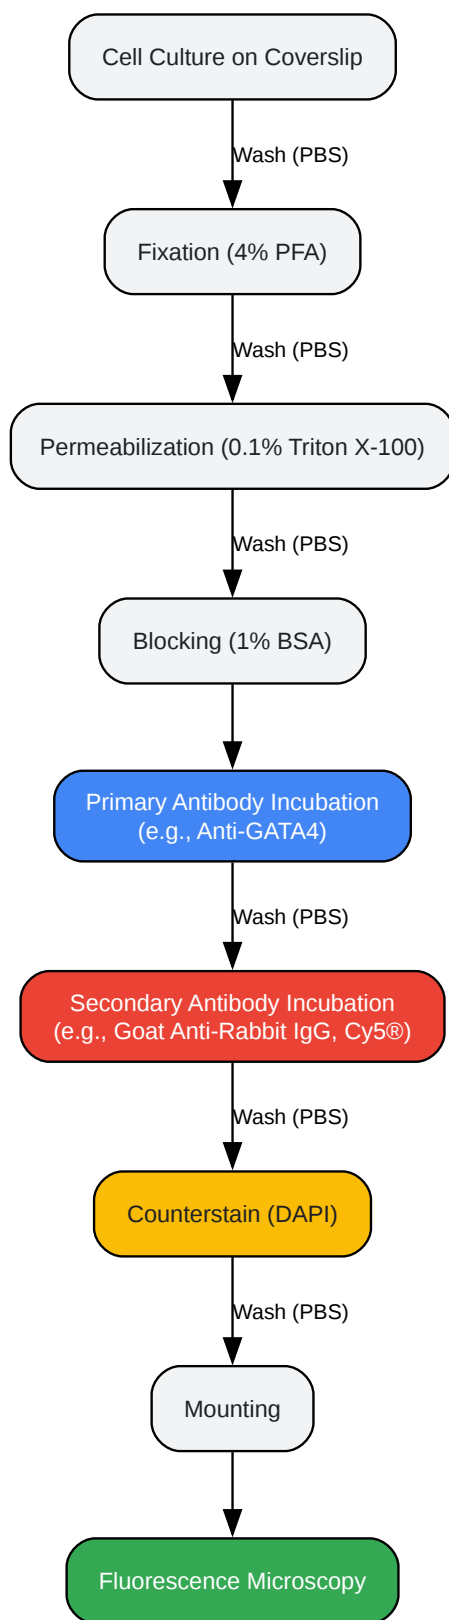 Cell Culture on Coverslip
Wash (PBS)
Fixation (4% PFA)
Wash (PBS)
Permeabilization (0.1% Triton X-100)
Wash (PBS)
Blocking (1% BSA)
Primary Antibody Incubation
(e.g., Anti-GATA4)
Wash (PBS)
Secondary Antibody Incubation
(e.g., Goat Anti-Rabbit IgG, Cy5®)
Wash (PBS)
Counterstain (DAPI)
Wash (PBS)
Mounting
Fluorescence Microscopy